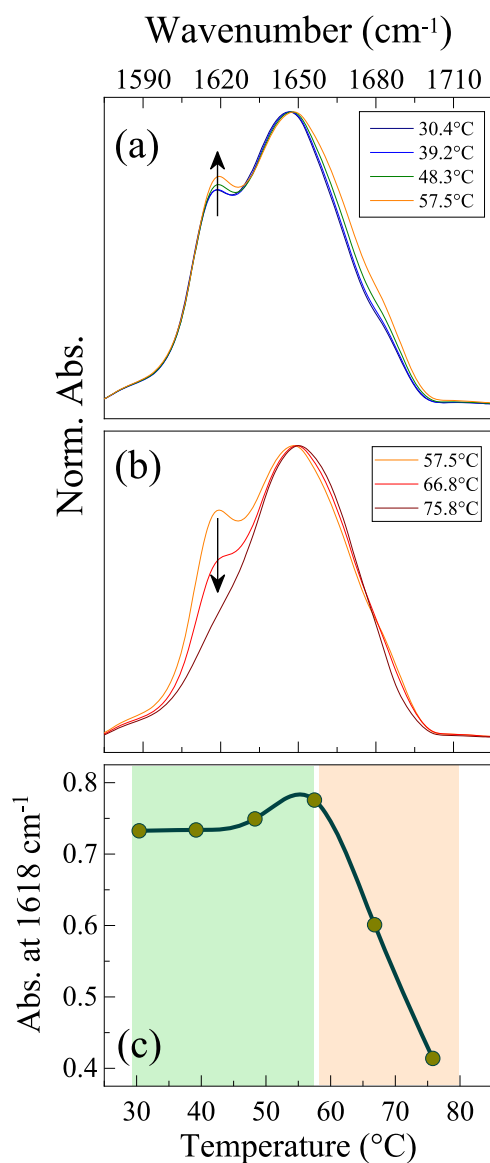 Wavenumber (cm⁻¹)
1590 1620 1650 1680 1710
(a)
30.4°C
39.2°C
48.3°C
57.5°C
Norm. Abs.
(b)
57.5°C
66.8°C
75.8°C
0.8
0.7
0.6
0.5
0.4
Abs. at 1618 cm⁻¹
(c)
30 40 50 60 70 80
Temperature (°C)